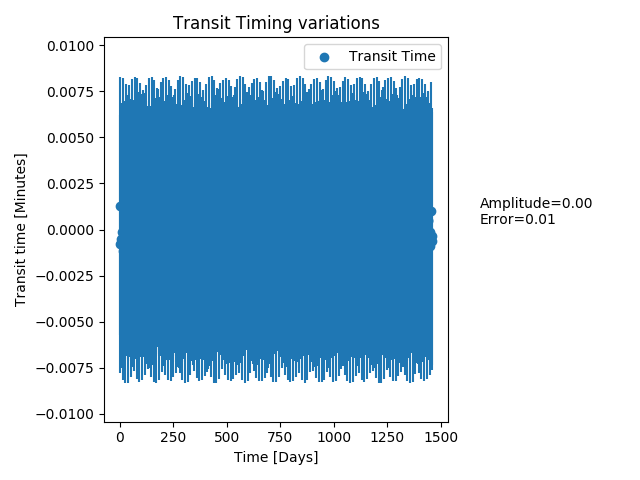 Transit Timing variations
Transit Time
0.0100
0.0075
0.0050
0.0025
0.0000
−0.0025
−0.0050
−0.0075
−0.0100
Transit time [Minutes]
0
250
500
750
1000
1250
1500
Time [Days]
Amplitude=0.00
Error=0.01